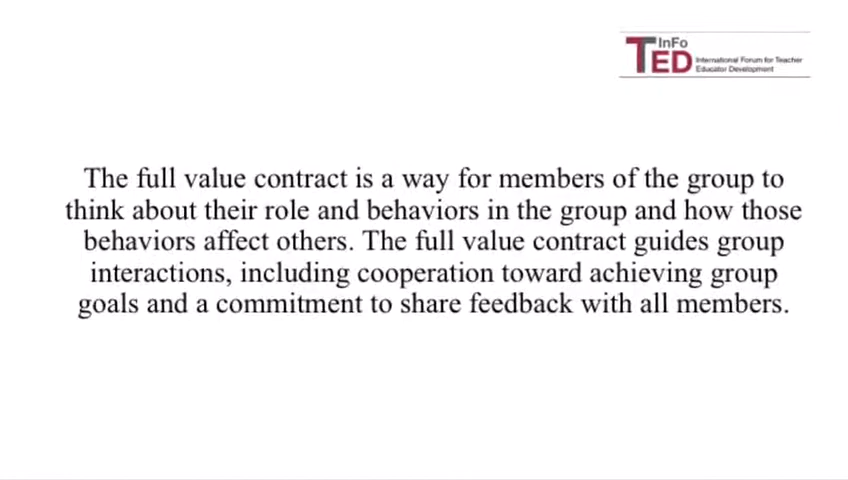 InFo
TED
International Forum for Teacher
Educator Development
The full value contract is a way for members of the group to
think about their role and behaviors in the group and how those
behaviors affect others. The full value contract guides group
interactions, including cooperation toward achieving group
goals and a commitment to share feedback with all members.